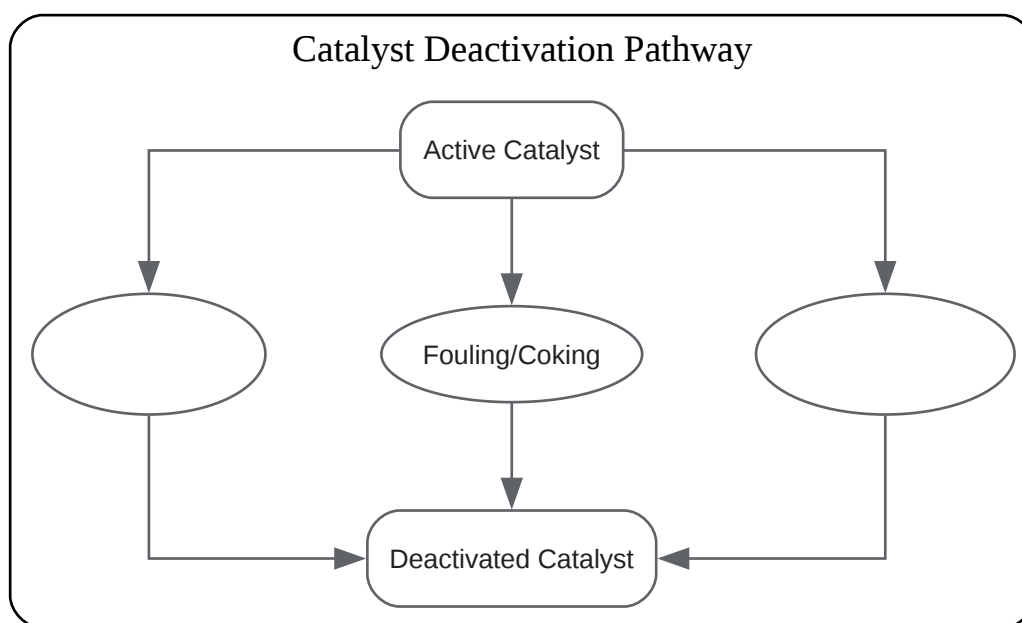 Catalyst Deactivation Pathway
Active Catalyst
Fouling/Coking
Deactivated Catalyst